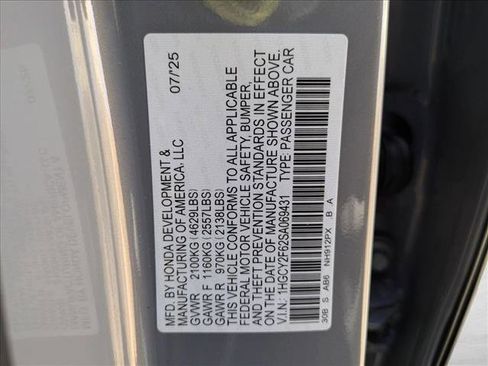 MFD BY HONDA DEVELOPMENT & 07/'25
MANUFACTURING OF AMERICA, LLC
GVWR 2100KG(4629LBS)
GAWR F 1160KG(2557LBS)
GAWR R 970KG(2138LBS)
THIS VEHICLE CONFORMS TO ALL APPLICABLE
FEDERAL MOTOR VEHICLE SAFETY, BUMPER,
AND THEFT PREVENTION STANDARDS IN EFFECT
ON THE DATE OF MANUFACTURE SHOWN ABOVE.
V.I.N.: 1HGCY2F62SA069431 TYPE: PASSENGER CAR
30B S AB6 NH912PX B A